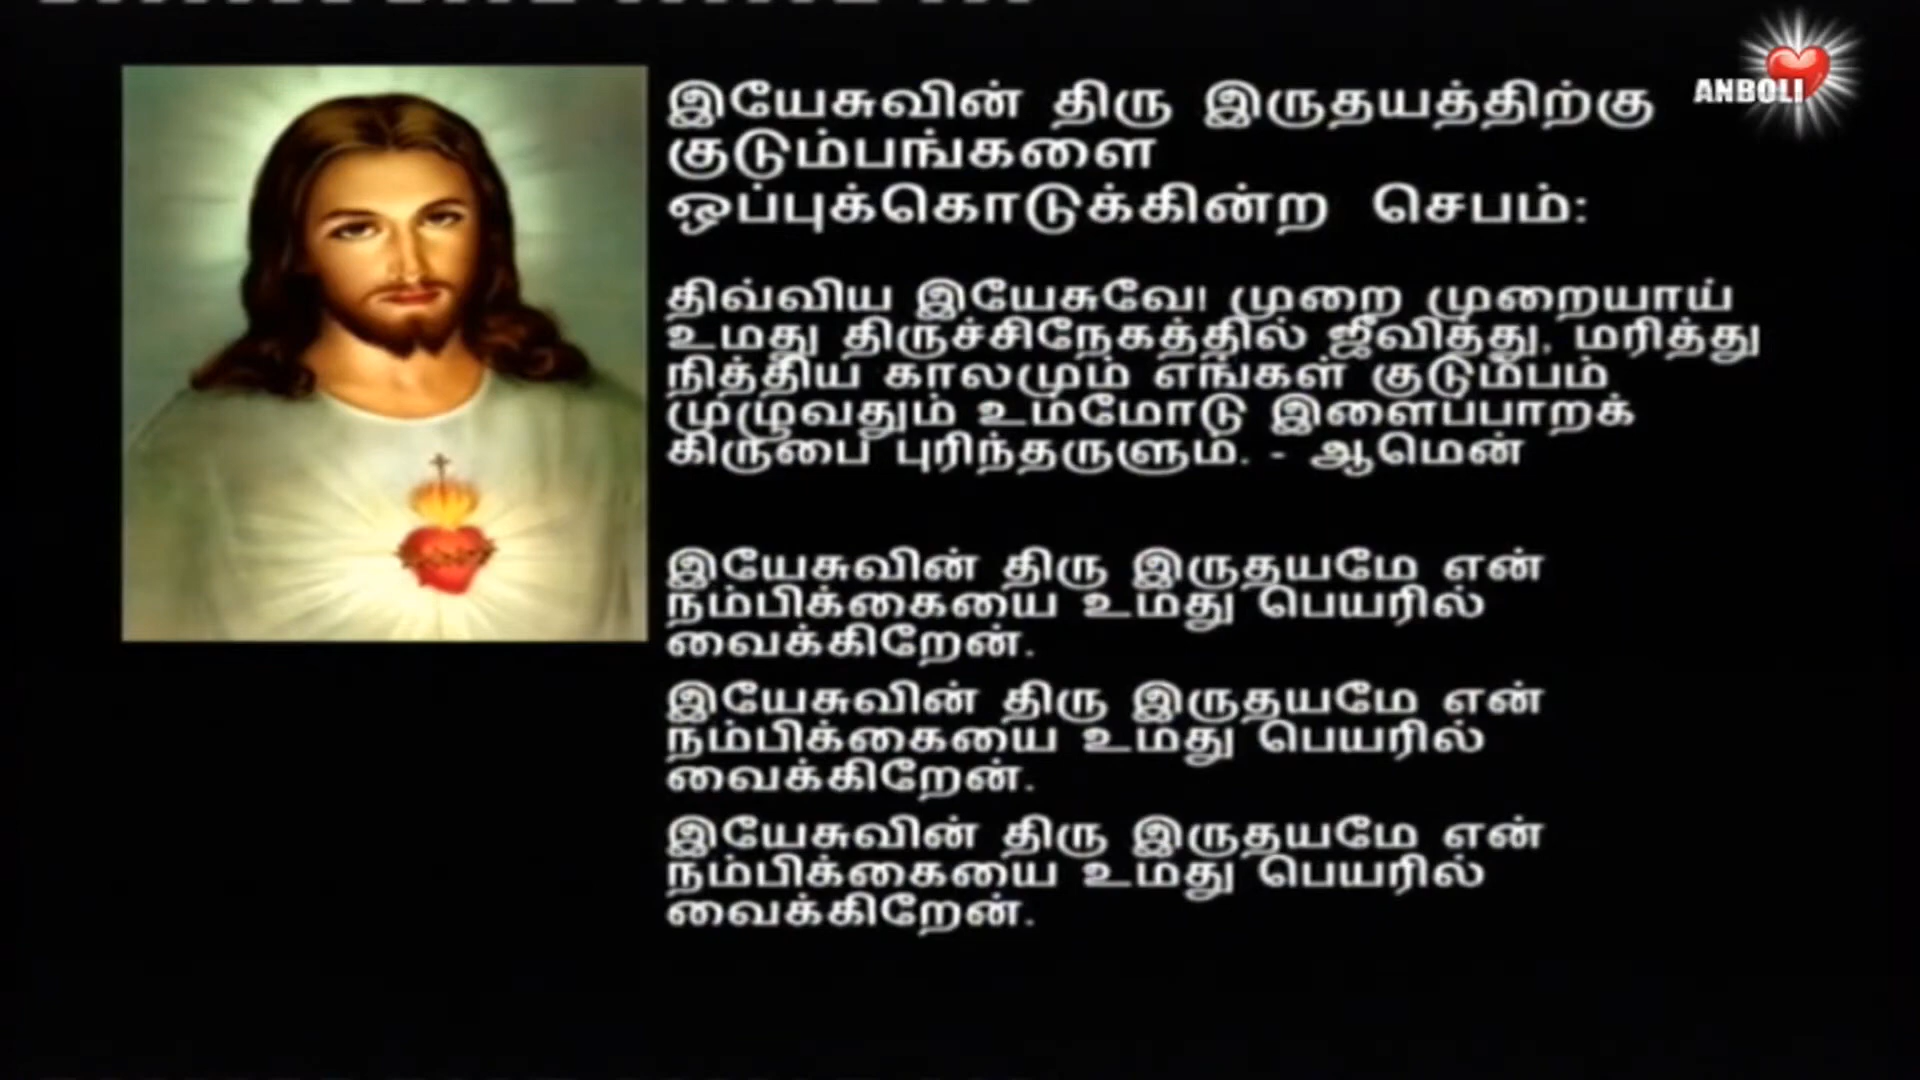 ANBOLI
இயேசுவின் திரு இருதயத்திற்கு
குடும்பங்களை
ஒப்புக்கொடுக்கின்ற செபம்:
திவ்விய இயேசுவே! முறை முறையாய்
உமது திருச்சிநேகத்தில் ஜீவித்து, மரித்து
நித்திய காலமும் எங்கள் குடும்பம்
முழுவதும் உம்மோடு இளைப்பாறக்
கிருபை புரிந்தருளும். - ஆமென்
இயேசுவின் திரு இருதயமே என்
நம்பிக்கையை உமது பெயரில்
வைக்கிறேன்.
இயேசுவின் திரு இருதயமே என்
நம்பிக்கையை உமது பெயரில்
வைக்கிறேன்.
இயேசுவின் திரு இருதயமே என்
நம்பிக்கையை உமது பெயரில்
வைக்கிறேன்.